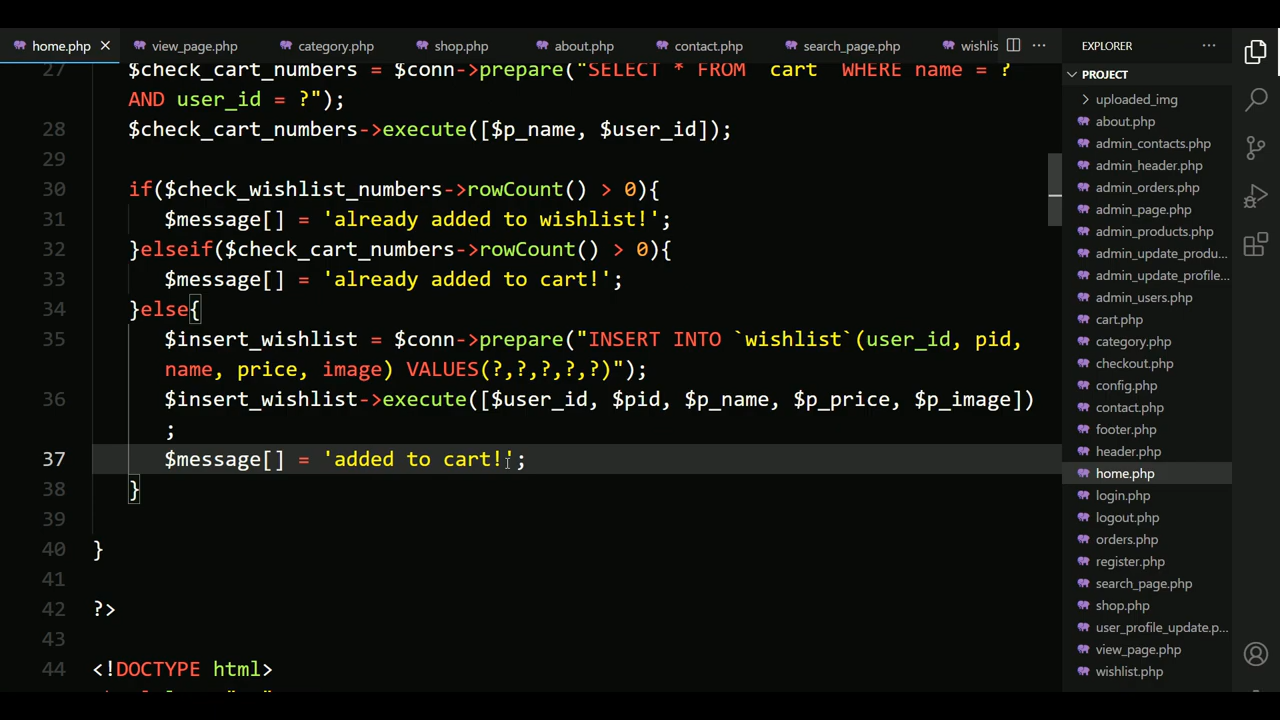 home.php
view_page.php
category.php
shop.php
about.php
contact.php
search_page.php
wishlis
EXPLORER
PROJECT
27 $check_cart_numbers = $conn->prepare("SELECT * FROM cart WHERE name = ?
AND user_id = ?");
28 $check_cart_numbers->execute([$p_name, $user_id]);
29
30 if($check_wishlist_numbers->rowCount() > 0){
31 $message[] = 'already added to wishlist!';
32 }elseif($check_cart_numbers->rowCount() > 0){
33 $message[] = 'already added to cart!';
34 }else{
35 $insert_wishlist = $conn->prepare("INSERT INTO `wishlist`(user_id, pid,
name, price, image) VALUES(?,?,?,?,?)");
36 $insert_wishlist->execute([$user_id, $pid, $p_name, $p_price, $p_image])
;
37 $message[] = 'added to cart!';
38 }
39
40 }
41
42 ?>
43
44 <!DOCTYPE html>
uploaded_img
about.php
admin_contacts.php
admin_header.php
admin_orders.php
admin_page.php
admin_products.php
admin_update_produ...
admin_update_profile...
admin_users.php
cart.php
category.php
checkout.php
config.php
contact.php
footer.php
header.php
home.php
login.php
logout.php
orders.php
register.php
search_page.php
shop.php
user_profile_update.p...
view_page.php
wishlist.php